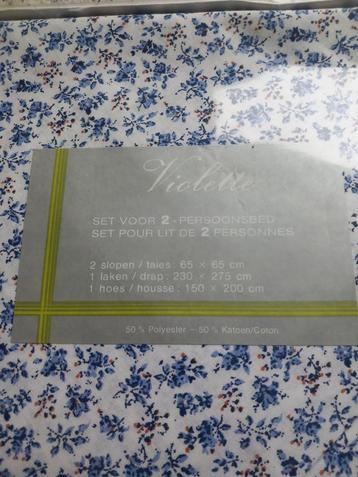 Violette
SET VOOR 2-PERSOONSBED
SET POUR LIT DE 2 PERSONNES
2 slopen / taies : 65 × 65 cm
1 laken / drap : 230 × 275 cm
1 hoes / housse : 150 × 200 cm
50 % Polyester – 50 % Katoen/Coton